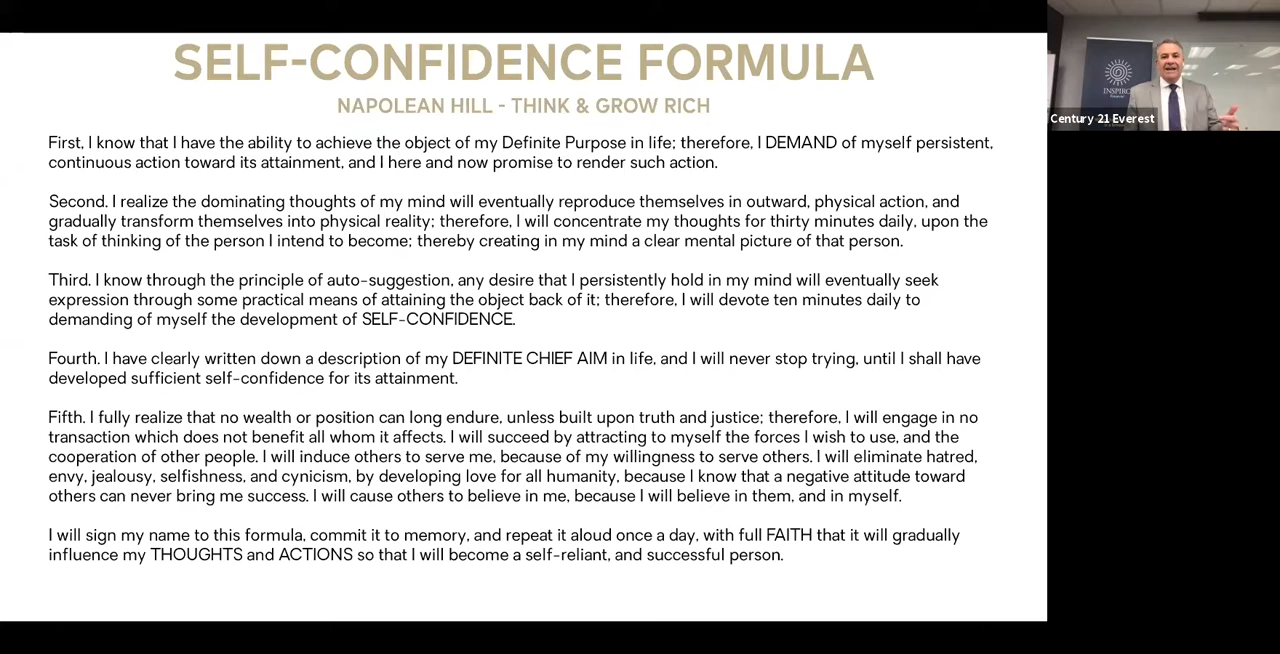 SELF-CONFIDENCE FORMULA
NAPOLEAN HILL - THINK & GROW RICH
First, I know that I have the ability to achieve the object of my Definite Purpose in life; therefore, I DEMAND of myself persistent,
continuous action toward its attainment, and I here and now promise to render such action.
Second. I realize the dominating thoughts of my mind will eventually reproduce themselves in outward, physical action, and
gradually transform themselves into physical reality; therefore, I will concentrate my thoughts for thirty minutes daily, upon the
task of thinking of the person I intend to become; thereby creating in my mind a clear mental picture of that person.
Third. I know through the principle of auto-suggestion, any desire that I persistently hold in my mind will eventually seek
expression through some practical means of attaining the object back of it; therefore, I will devote ten minutes daily to
demanding of myself the development of SELF-CONFIDENCE.
Fourth. I have clearly written down a description of my DEFINITE CHIEF AIM in life, and I will never stop trying, until I shall have
developed sufficient self-confidence for its attainment.
Fifth. I fully realize that no wealth or position can long endure, unless built upon truth and justice; therefore, I will engage in no
transaction which does not benefit all whom it affects. I will succeed by attracting to myself the forces I wish to use, and the
cooperation of other people. I will induce others to serve me, because of my willingness to serve others. I will eliminate hatred,
envy, jealousy, selfishness, and cynicism, by developing love for all humanity, because I know that a negative attitude toward
others can never bring me success. I will cause others to believe in me, because I will believe in them, and in myself.
I will sign my name to this formula, commit it to memory, and repeat it aloud once a day, with full FAITH that it will gradually
influence my THOUGHTS and ACTIONS so that I will become a self-reliant, and successful person.
INSPIRO
Century 21 Everest